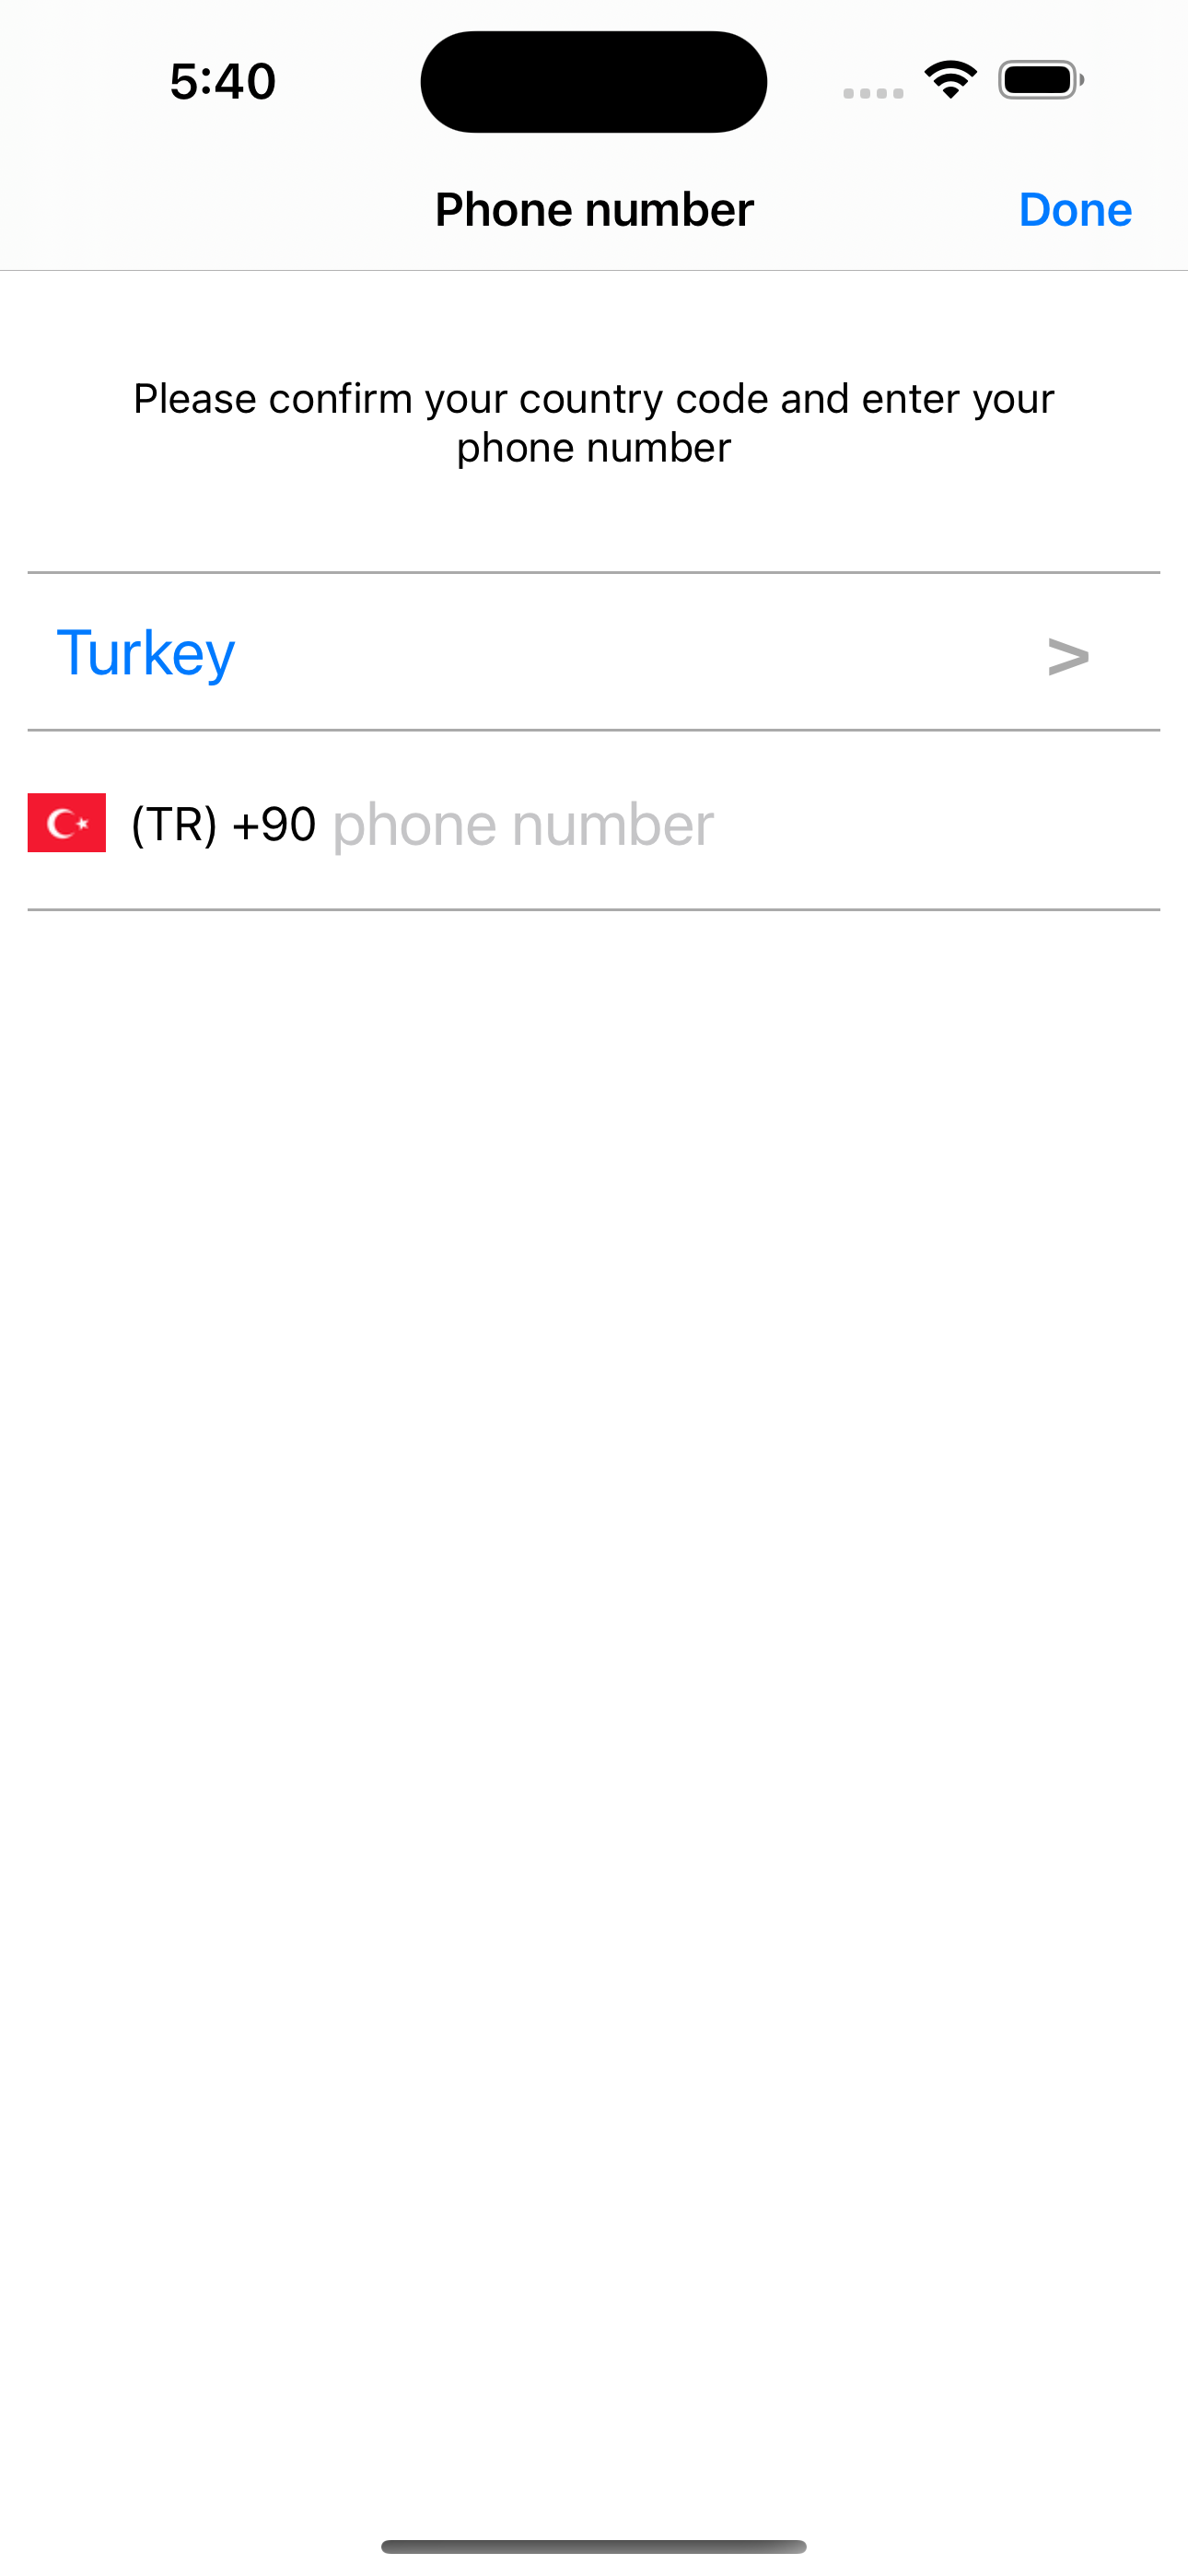 5:40
Phone number
Done
Please confirm your country code and enter your
phone number
Turkey
>
(TR) +90 phone number